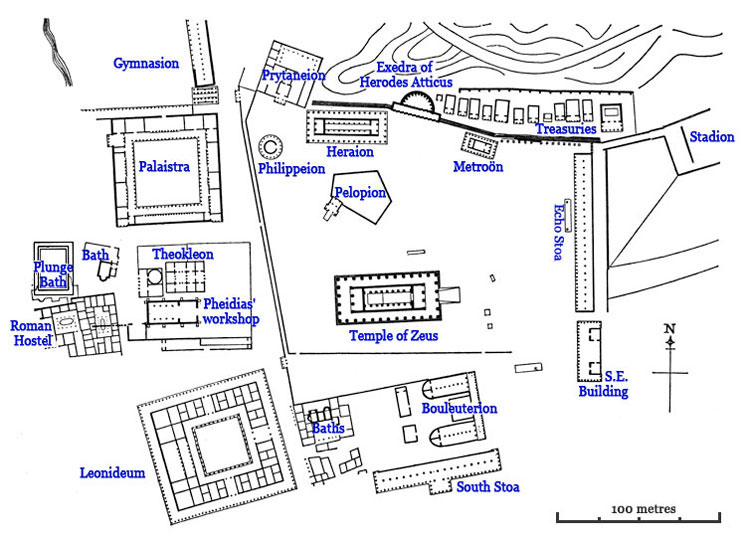 Gymnasion
Prytaneion
Exedra of
Herodes Atticus
Treasuries
Stadion
Palaistra
Philippeion
Heraion
Metroön
Pelopion
Echo Stoa
Plunge
Bath
Bath
Theokleon
Pheidias'
workshop
Roman
Hostel
Temple of Zeus
N
S.E.
Building
Leonideum
Baths
Bouleuterion
South Stoa
100 metres